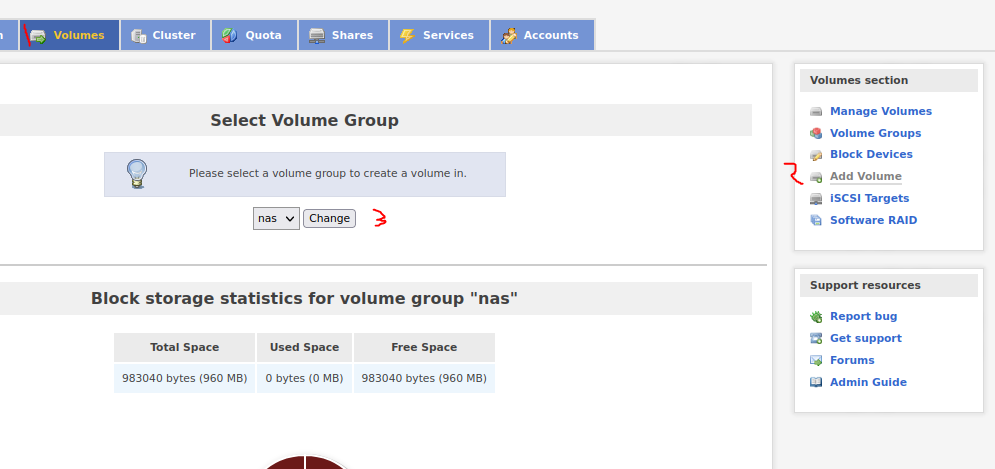 Volumes
Cluster
Quota
Shares
Services
Accounts
Select Volume Group
Please select a volume group to create a volume in.
nas
Change
3
Block storage statistics for volume group "nas"
Total Space
Used Space
Free Space
983040 bytes (960 MB)
0 bytes (0 MB)
983040 bytes (960 MB)
Volumes section
Manage Volumes
Volume Groups
Block Devices
2
Add Volume
iSCSI Targets
Software RAID
Support resources
Report bug
Get support
Forums
Admin Guide